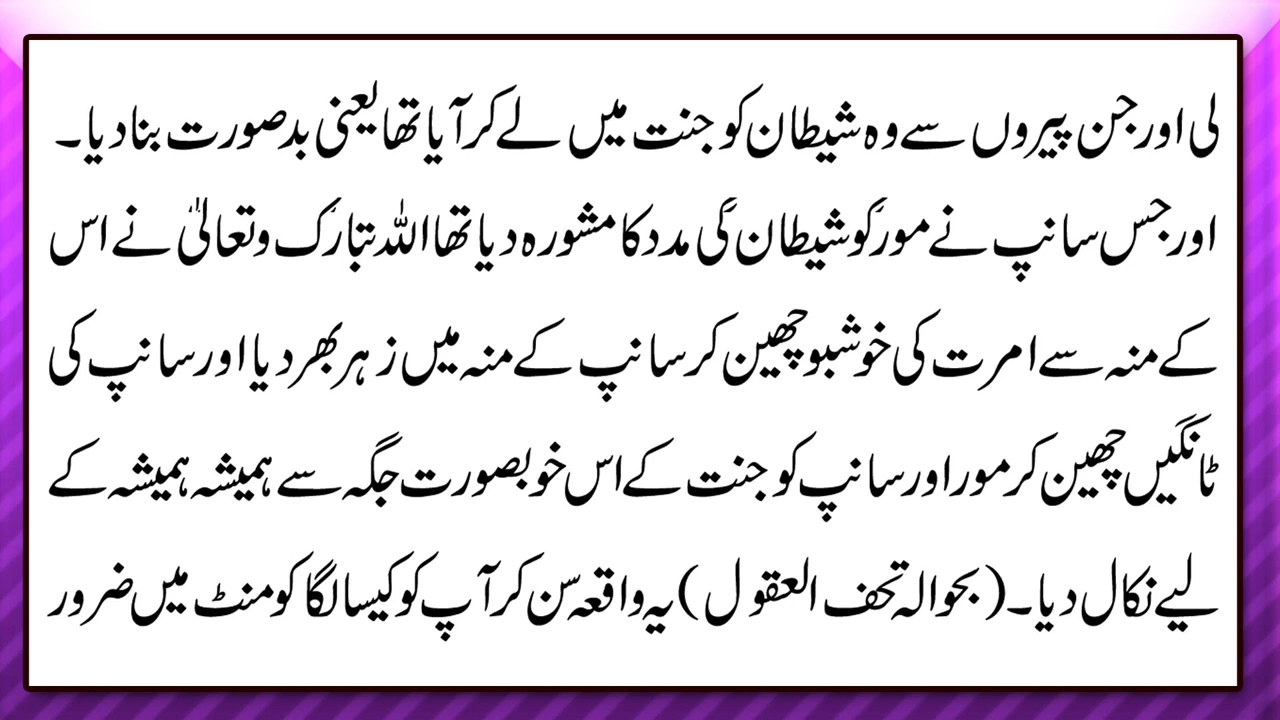 لی اور جن پیروں سے وہ شیطان کو جنت میں لے کر آیا تھا یعنی بدصورت بنا دیا۔
اور جس سانپ نے مور کو شیطان کی مدد کا مشورہ دیا تھا اللہ تبارک وتعالیٰ نے اس
کے منہ سے امرت کی خوشبو چھین کر سانپ کے منہ میں زہر بھر دیا اور سانپ کی
ٹانگیں چھین کر مور اور سانپ کو جنت کے اس خوبصورت جگہ سے ہمیشہ ہمیشہ کے
لیے نکال دیا۔ (بحوالہ تحف العقول) یہ واقعہ سن کر آپ کو کیسا لگا کومنٹ میں ضرور